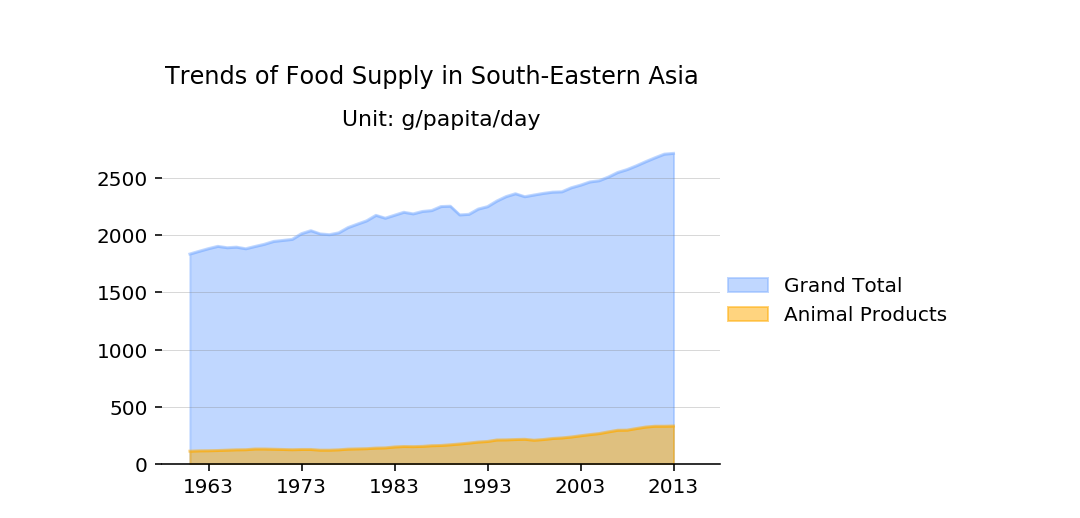 Trends of Food Supply in South-Eastern Asia
Unit: g/papita/day
2500
2000
1500
1000
500
0
1963 1973 1983 1993 2003 2013
Grand Total
Animal Products